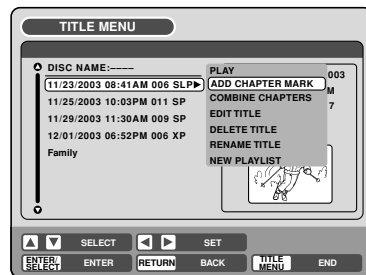 TITLE MENU
DISC NAME:----
11/23/2003 08:41AM 006 SLP▶
11/25/2003 10:03PM 011 SP
11/29/2003 11:30AM 009 SP
12/01/2003 06:52PM 006 XP
Family
PLAY
ADD CHAPTER MARK
COMBINE CHAPTERS
EDIT TITLE
DELETE TITLE
RENAME TITLE
NEW PLAYLIST
003
M
7
SELECT SET
ENTER/SELECT ENTER RETURN BACK TITLE MENU END